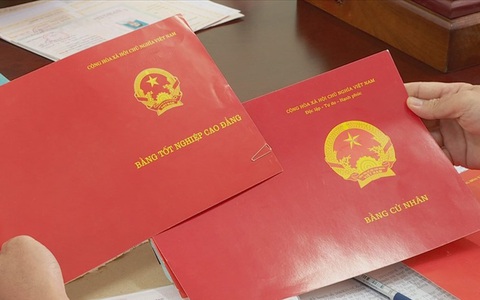 CỘNG HÒA XÃ HỘI CHỦ NGHĨA VIỆT NAM
BẰNG TỐT NGHIỆP CAO ĐẲNG
CỘNG HÒA XÃ HỘI CHỦ NGHĨA VIỆT NAM
Độc lập - Tự do - Hạnh phúc
BẰNG CỬ NHÂN